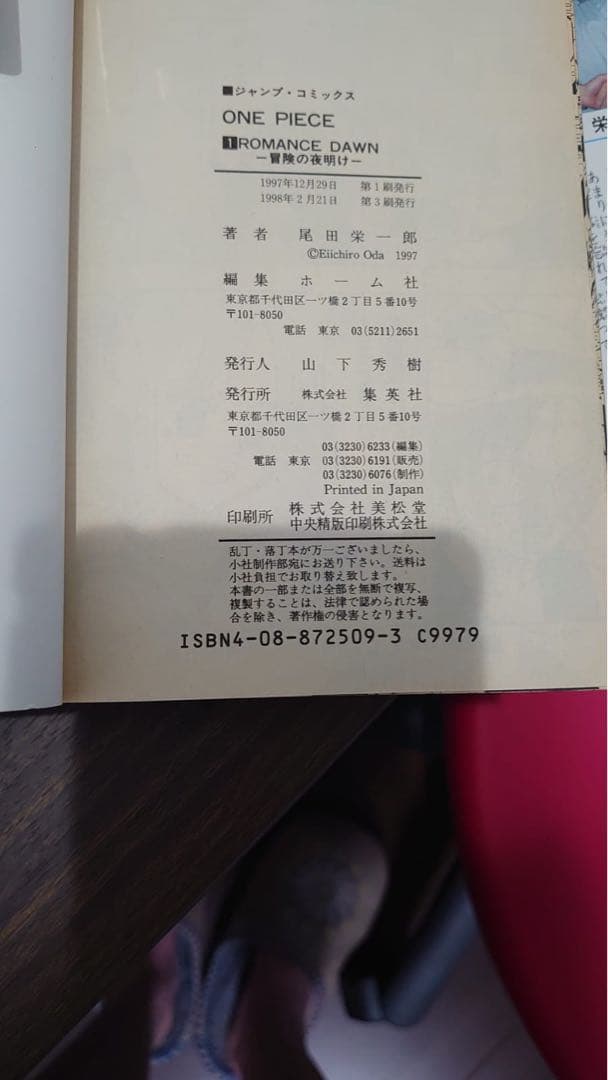 ■ジャンプ・コミックス
ONE PIECE
1 ROMANCE DAWN
―冒険の夜明け―
1997年12月29日 第1刷発行
1998年2月21日 第3刷発行
著者 尾田栄一郎
©Eiichiro Oda 1997
編集 ホーム社
東京都千代田区一ツ橋2丁目5番10号
〒101-8050
電話 東京 03(5211)2651
発行人 山下秀樹
発行所 株式会社 集英社
東京都千代田区一ツ橋2丁目5番10号
〒101-8050
03(3230)6233(編集)
電話 東京 03(3230)6191(販売)
03(3230)6076(制作)
Printed in Japan
印刷所 株式会社美松堂
中央精版印刷株式会社
乱丁・落丁本が万一ございましたら、
小社制作部宛にお送り下さい。送料は
小社負担でお取り替え致します。
本書の一部または全部を無断で複写、
複製することは、法律で認められた場
合を除き、著作権の侵害となります。
ISBN4-08-872509-3 C9979
栄